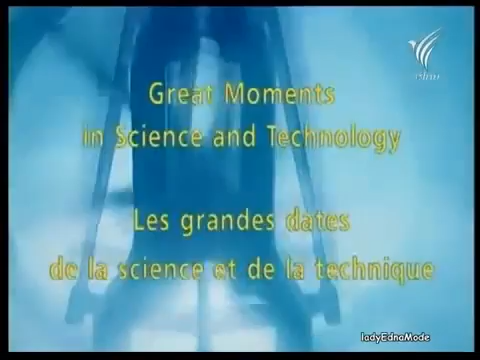 Great Moments
in Science and Technology
Les grandes dates
de la science et de la technique
ladyEdnaMode